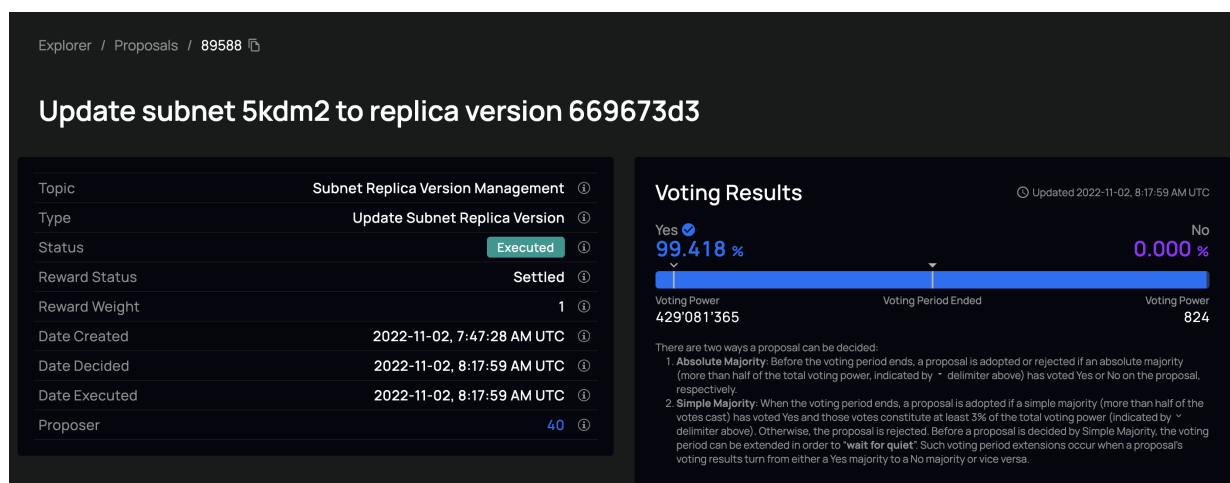 Explorer / Proposals / 89588
Update subnet 5kdm2 to replica version 669673d3
Topic Subnet Replica Version Management
Type Update Subnet Replica Version
Status Executed
Reward Status Settled
Reward Weight 1
Date Created 2022-11-02, 7:47:28 AM UTC
Date Decided 2022-11-02, 8:17:59 AM UTC
Date Executed 2022-11-02, 8:17:59 AM UTC
Proposer 40
Voting Results Updated 2022-11-02, 8:17:59 AM UTC
Yes No
99.418 % 0.000 %
Voting Power Voting Period Ended Voting Power
429'081'365 824
There are two ways a proposal can be decided:
1. Absolute Majority: Before the voting period ends, a proposal is adopted or rejected if an absolute majority
(more than half of the total voting power, indicated by delimiter above) has voted Yes or No on the proposal,
respectively.
2. Simple Majority: When the voting period ends, a proposal is adopted if a simple majority (more than half of the
votes cast) has voted Yes and those votes constitute at least 3% of the total voting power (indicated by
delimiter above). Otherwise, the proposal is rejected. Before a proposal is decided by Simple Majority, the voting
period can be extended in order to "wait for quiet". Such voting period extensions occur when a proposal's
voting results turn from either a Yes majority to a No majority or vice versa.